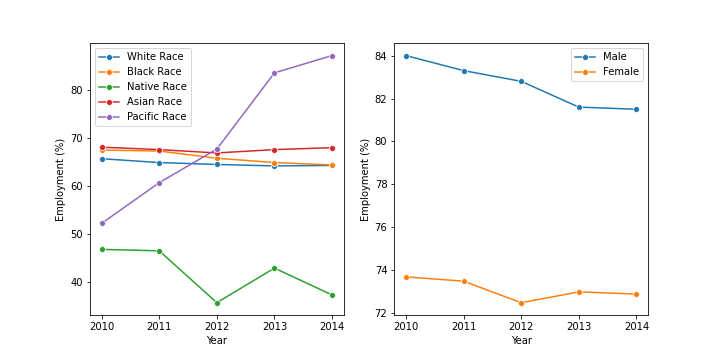 White Race
Black Race
Native Race
Asian Race
Pacific Race
Employment (%)
80
70
60
50
40
2010 2011 2012 2013 2014
Year
Male
Female
Employment (%)
84
82
80
78
76
74
72
2010 2011 2012 2013 2014
Year